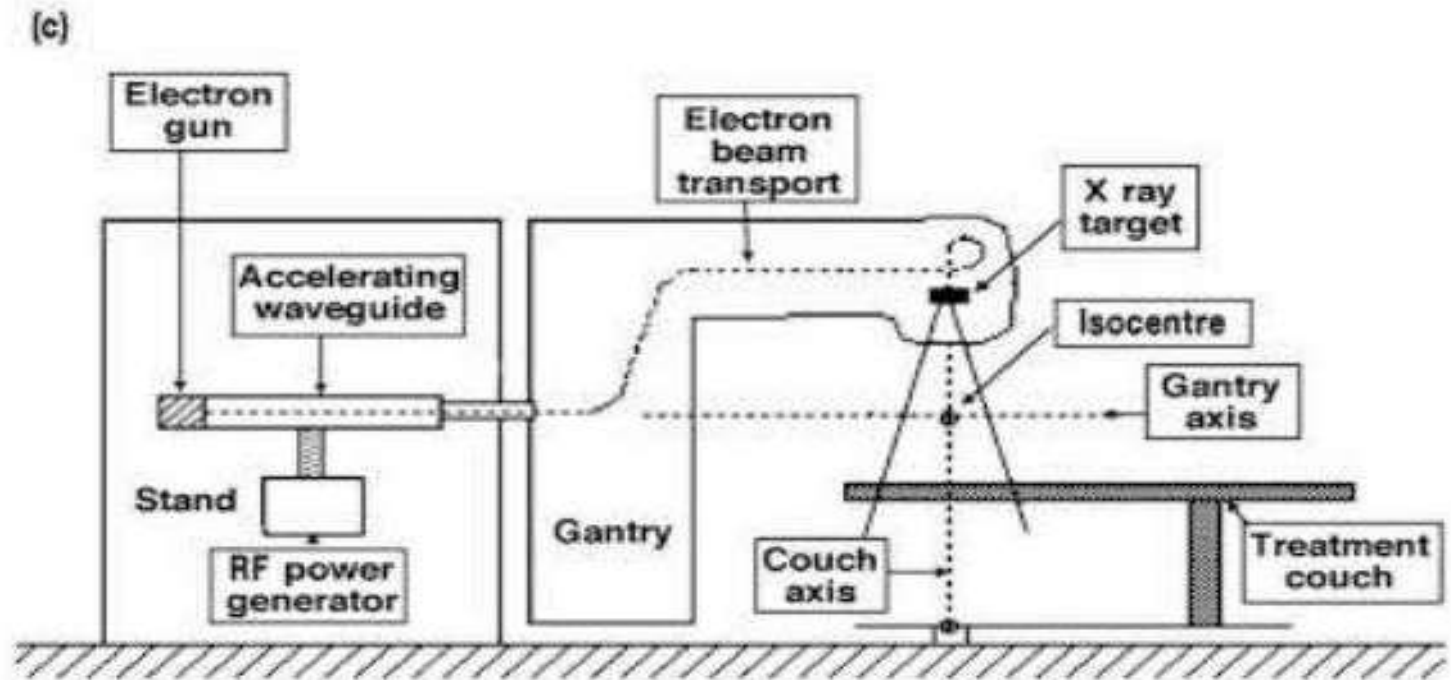 (c)
Electron
gun
Electron
beam
transport
X ray
target
Accelerating
waveguide
Isocentre
Gantry
axis
Stand
Gantry
RF power
generator
Couch
axis
Treatment
couch